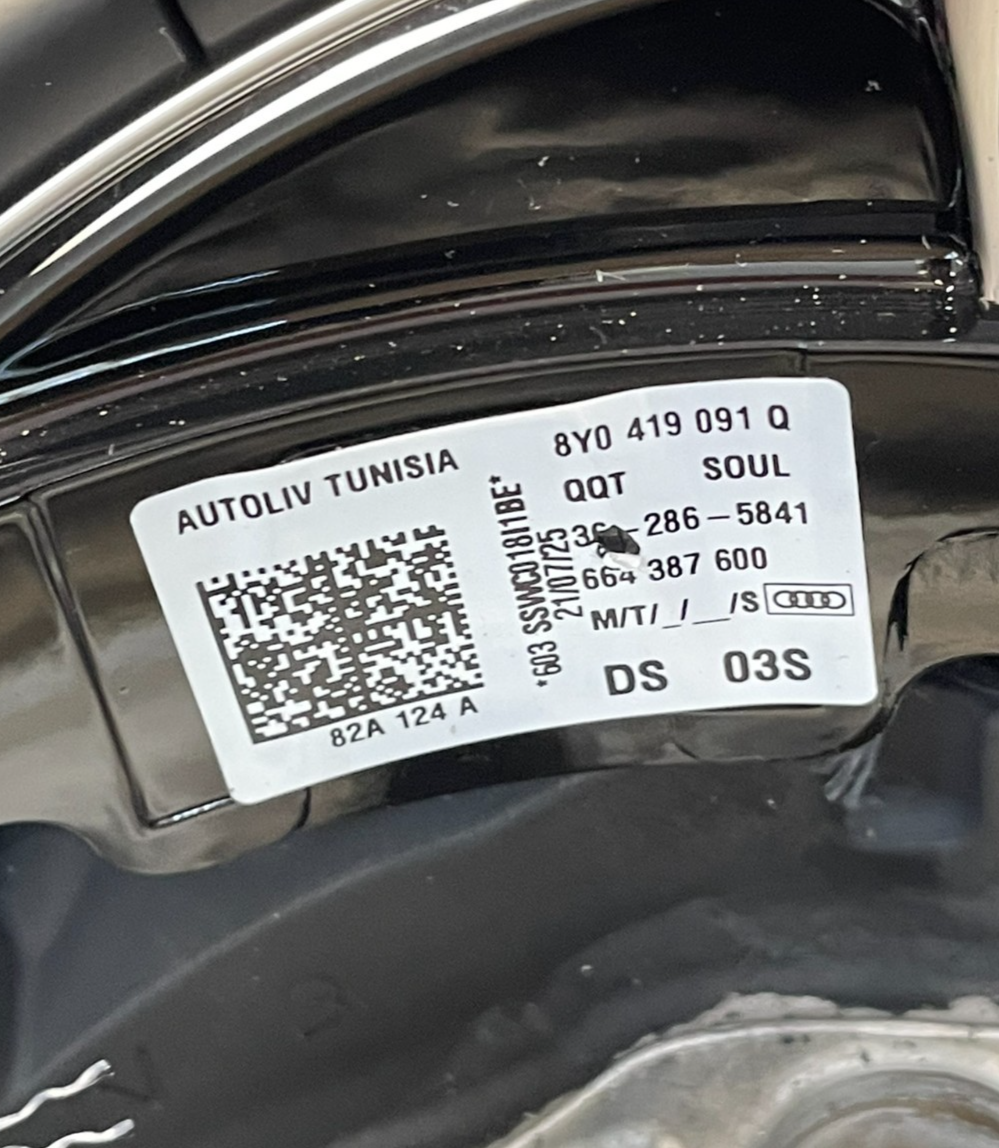 AUTOLIV TUNISIA
82A 124 A
*603 SSWC018I1BE*
21/07/25
8Y0 419 091 Q
QQT SOUL
286-5841
664 387 600
M/T/_/__/S
DS 03S